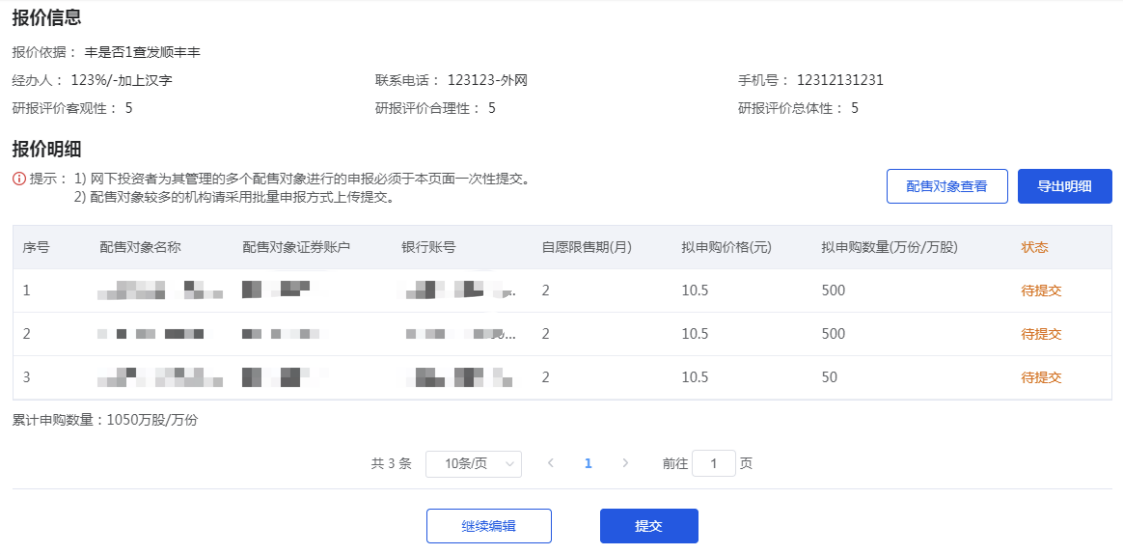 报价信息
报价依据： 丰是否1查发顺丰丰
经办人： 123%/-加上汉字 联系电话： 123123-外网 手机号： 12312131231
研报评价客观性： 5 研报评价合理性： 5 研报评价总体性： 5
报价明细
提示： 1) 网下投资者为其管理的多个配售对象进行的申报必须于本页面一次性提交。
2) 配售对象较多的机构请采用批量申报方式上传提交。
配售对象查看 导出明细
序号 配售对象名称 配售对象证券账户 银行账号 自愿限售期(月) 拟申购价格(元) 拟申购数量(万份/万股) 状态
1 ... 2 10.5 500 待提交
2 ... 2 10.5 500 待提交
3 2 10.5 50 待提交
累计申购数量：1050万股/万份
共 3 条 10条/页 1 前往 1 页
继续编辑 提交